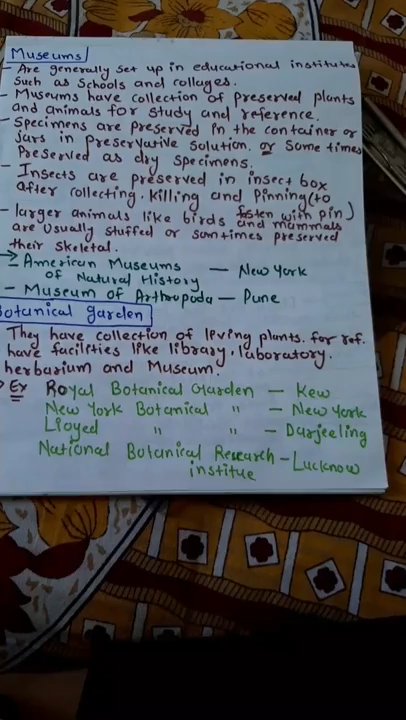 Museums
- Are generally set up in educational institutes
such as schools and collages.
- Museums have collection of preserved plants
and animals for study and reference.
- Specimens are preserved in the container or
jars in preservative solution. or Some times
Preserved as dry specimens.
- Insects are preserved in insect box
after collecting. killing and Pinning (to
fasten with pin)
- larger animals like birds and mammals
are Usually stuffed or somtimes preserved
their skeletal.
→ American Museums
of Natural History — New York
- Museum of Arthropoda — Pune
Botanical garden
They have collection of living plants. for ref.
have facilities like library, laboratory.
herbarium and Museum.
Ex Royal Botanical Garden — Kew
New York Botanical " — New York
Lloyed " " — Darjeeling
National Botanical Research — Lucknow
institue